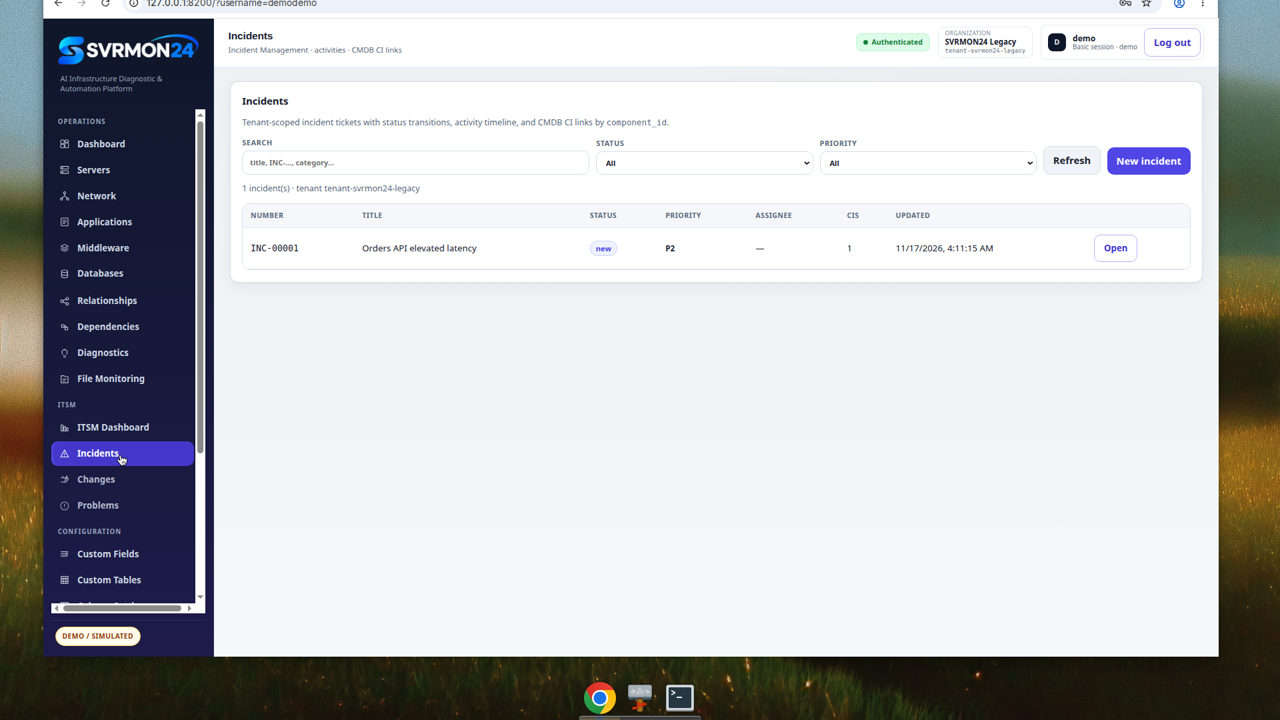 127.0.0.1:8200/?username=demodemo
SVRMON24
AI Infrastructure Diagnostic &
Automation Platform
OPERATIONS
Dashboard
Servers
Network
Applications
Middleware
Databases
Relationships
Dependencies
Diagnostics
File Monitoring
ITSM
ITSM Dashboard
Incidents
Changes
Problems
CONFIGURATION
Custom Fields
Custom Tables
DEMO / SIMULATED
Incidents
Incident Management · activities · CMDB CI links
Authenticated
ORGANIZATION
SVRMON24 Legacy
tenant-svrmon24-legacy
D
demo
Basic session · demo
Log out
Incidents
Tenant-scoped incident tickets with status transitions, activity timeline, and CMDB CI links by component_id.
SEARCH
STATUS
PRIORITY
title, INC-…, category…
All
All
Refresh
New incident
1 incident(s) · tenant tenant-svrmon24-legacy
NUMBER TITLE STATUS PRIORITY ASSIGNEE CIS UPDATED
INC-00001 Orders API elevated latency new P2 — 1 11/17/2026, 4:11:15 AM Open